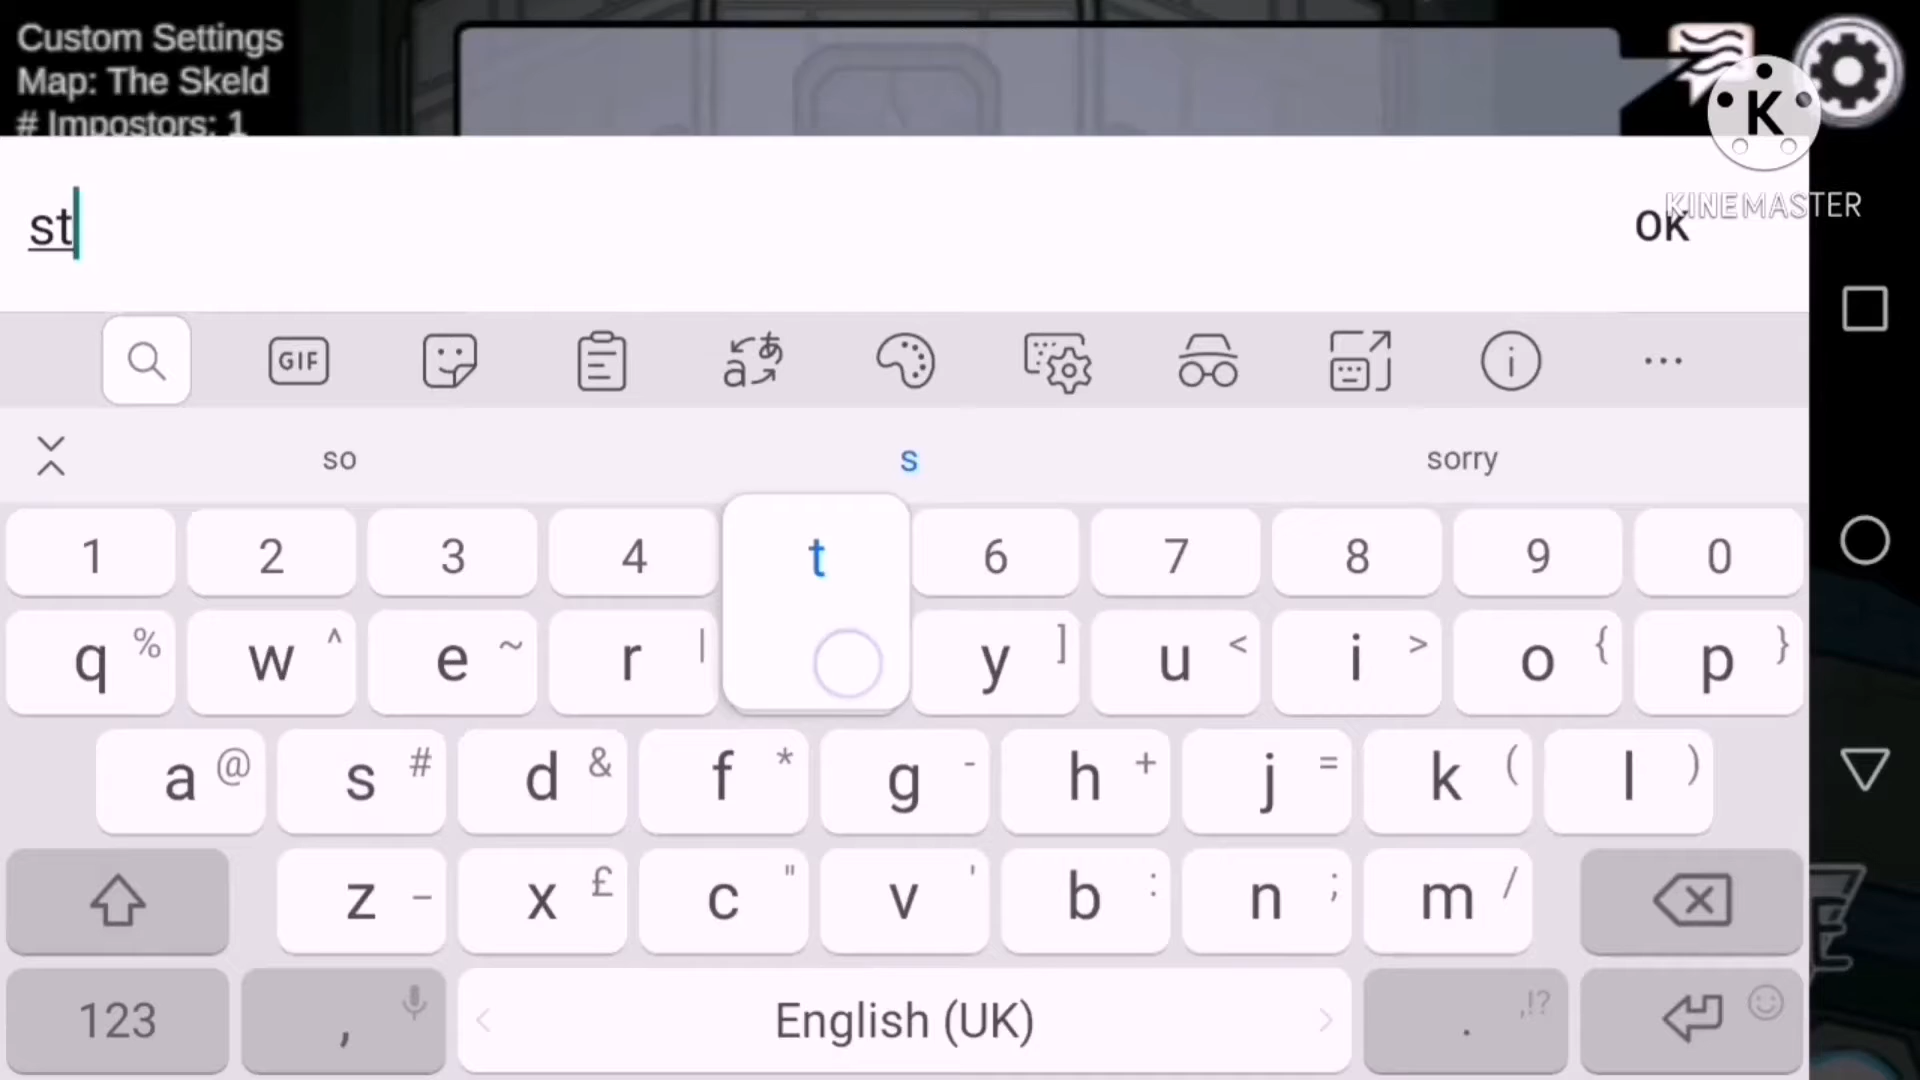 Custom Settings
Map: The Skeld
# Impostors: 1
K
KINEMASTER
st
OK
GIF
a あ
so s sorry
1 2 3 4 t 6 7 8 9 0
q % w ^ e ~ r | y ] u < i > o { p }
a @ s # d & f * g - h + j = k ( l )
z _ x £ c " v ' b : n ; m /
123 , English (UK) . ,!?